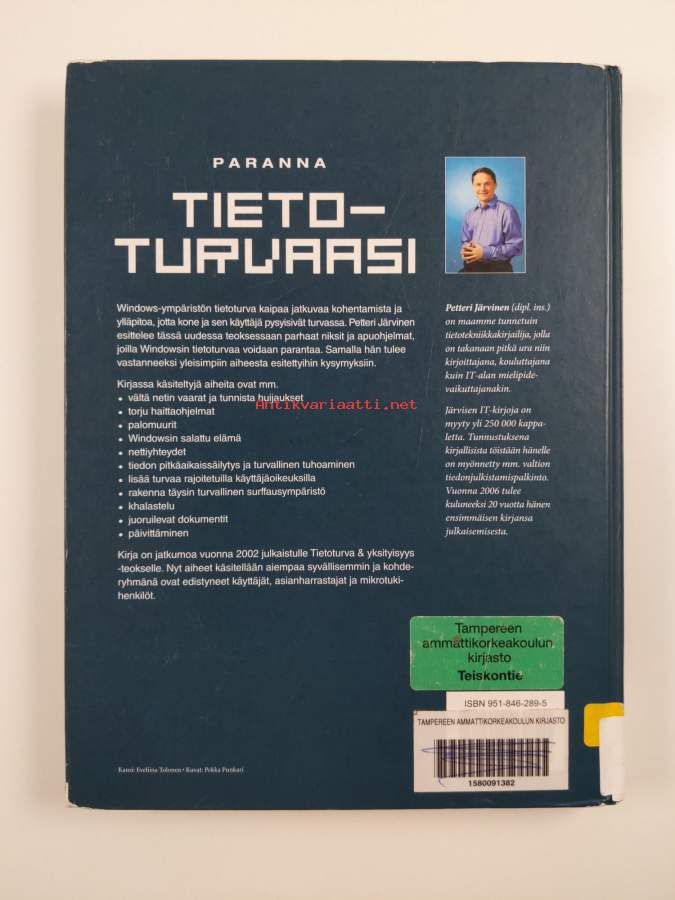 PARANNA
TIETO-
TURVAASI
Windows-ympäristön tietoturva kaipaa jatkuvaa kohentamista ja
ylläpitoa, jotta kone ja sen käyttäjä pysyisivät turvassa. Petteri Järvinen
esittelee tässä uudessa teoksessaan parhaat niksit ja apuohjelmat,
joilla Windowsin tietoturvaa voidaan parantaa. Samalla hän tulee
vastanneeksi yleisimpiin aiheesta esitettyihin kysymyksiin.
Kirjassa käsiteltyjä aiheita ovat mm.
• vältä netin vaarat ja tunnista huijaukset
• torju haittaohjelmat
• palomuurit
• Windowsin salattu elämä
• nettiyhteydet
• tiedon pitkäaikaissäilytys ja turvallinen tuhoaminen
• lisää turvaa rajoitetuilla käyttäjäoikeuksilla
• rakenna täysin turvallinen surffausympäristö
• khalastelu
• juoruilevat dokumentit
• päivittäminen
Kirja on jatkumoa vuonna 2002 julkaistulle Tietoturva & yksityisyys
-teokselle. Nyt aiheet käsitellään aiempaa syvällisemmin ja kohde-
ryhmänä ovat edistyneet käyttäjät, asianharrastajat ja mikrotuki-
henkilöt.
Petteri Järvinen (dipl. ins.)
on maamme tunnetuin
tietotekniikkakirjailija, jolla
on takanaan pitkä ura niin
kirjoittajana, kouluttajana
kuin IT-alan mielipide-
vaikuttajanakin.
Järvisen IT-kirjoja on
myyty yli 250 000 kappa-
letta. Tunnustuksena
kirjallisista töistään hänelle
on myönnetty mm. valtion
tiedonjulkistamispalkinto.
Vuonna 2006 tulee
kuluneeksi 20 vuotta hänen
ensimmäisen kirjansa
julkaisemisesta.
Antikvariaatti.net
Tampereen
ammattikorkeakoulun
kirjasto
Teiskontie
ISBN 951-846-289-5
TAMPEREEN AMMATTIKORKEAKOULUN KIRJASTO
1580091382
Kansi: Eveliina Tolonen • Kuvat: Pekka Punkari